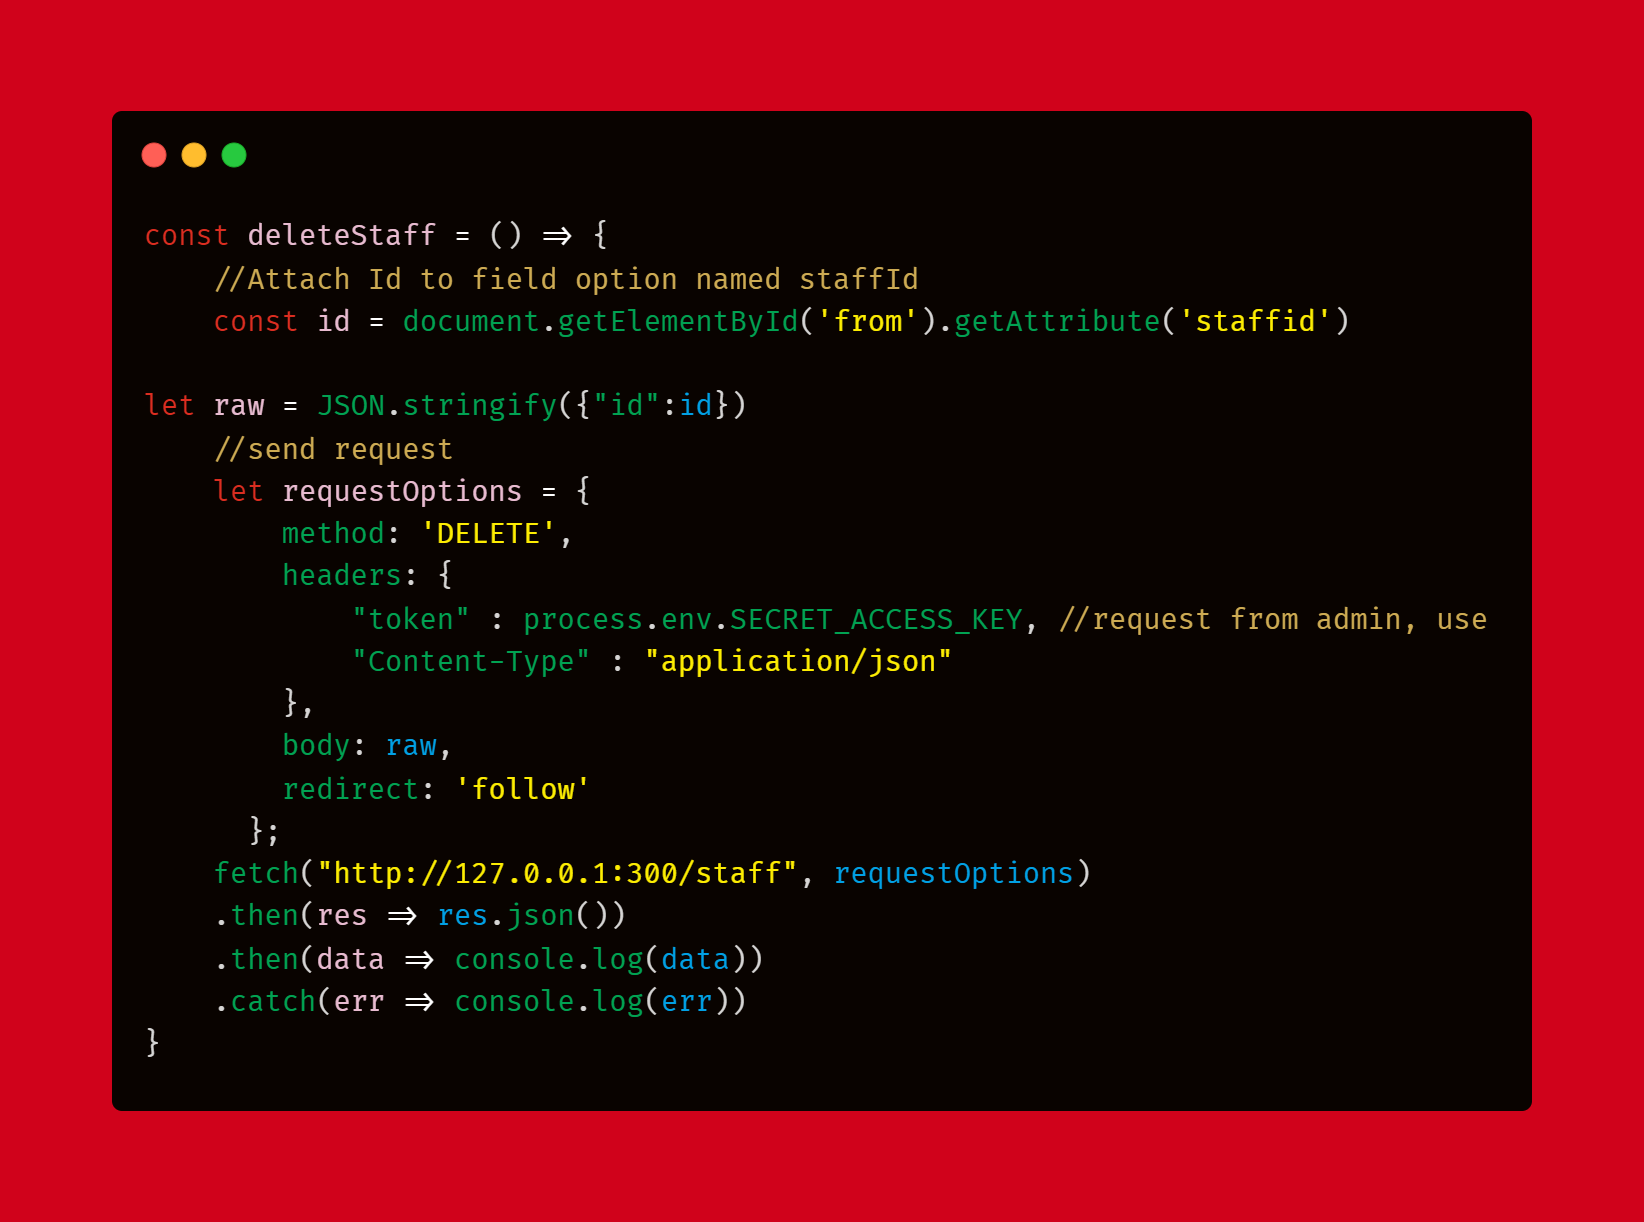 const deleteStaff = () => {
    //Attach Id to field option named staffId
    const id = document.getElementById('from').getAttribute('staffid')

let raw = JSON.stringify({"id":id})
    //send request
    let requestOptions = {
        method: 'DELETE',
        headers: {
            "token" : process.env.SECRET_ACCESS_KEY, //request from admin, use
            "Content-Type" : "application/json"
        },
        body: raw,
        redirect: 'follow'
      };
    fetch("http://127.0.0.1:300/staff", requestOptions)
    .then(res => res.json())
    .then(data => console.log(data))
    .catch(err => console.log(err))
}